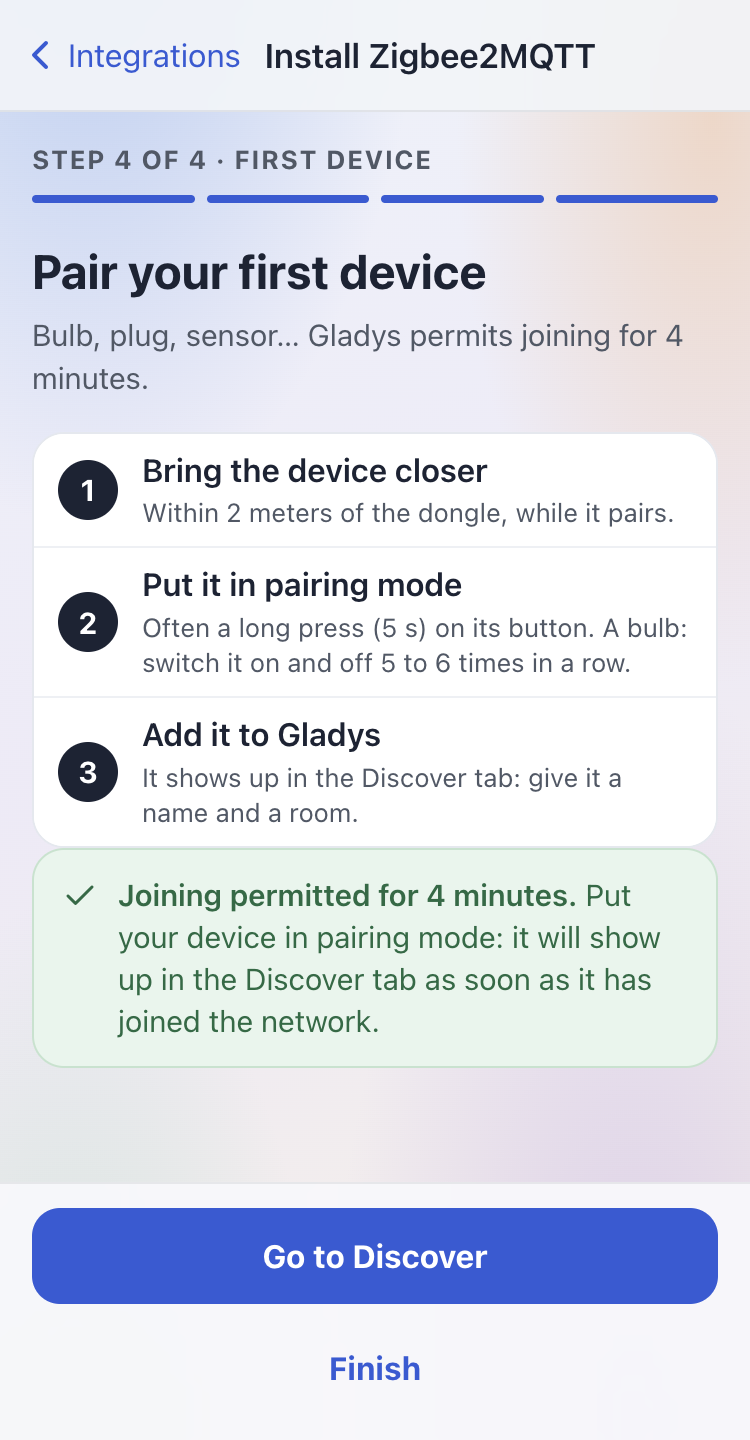 Integrations Install Zigbee2MQTT
STEP 4 OF 4 · FIRST DEVICE
Pair your first device
Bulb, plug, sensor... Gladys permits joining for 4
minutes.
1
Bring the device closer
Within 2 meters of the dongle, while it pairs.
2
Put it in pairing mode
Often a long press (5 s) on its button. A bulb:
switch it on and off 5 to 6 times in a row.
3
Add it to Gladys
It shows up in the Discover tab: give it a
name and a room.
Joining permitted for 4 minutes. Put
your device in pairing mode: it will show
up in the Discover tab as soon as it has
joined the network.
Go to Discover
Finish